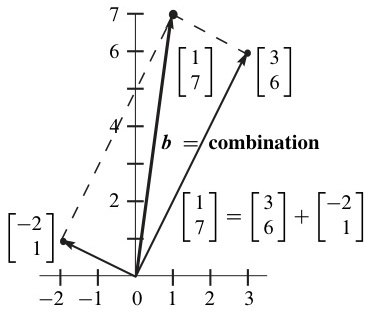 7
6
[1 7]
[3 6]
4
b = combination
2
[1 7] = [3 6] + [−2 1]
[−2 1]
−2 −1 0 1 2 3